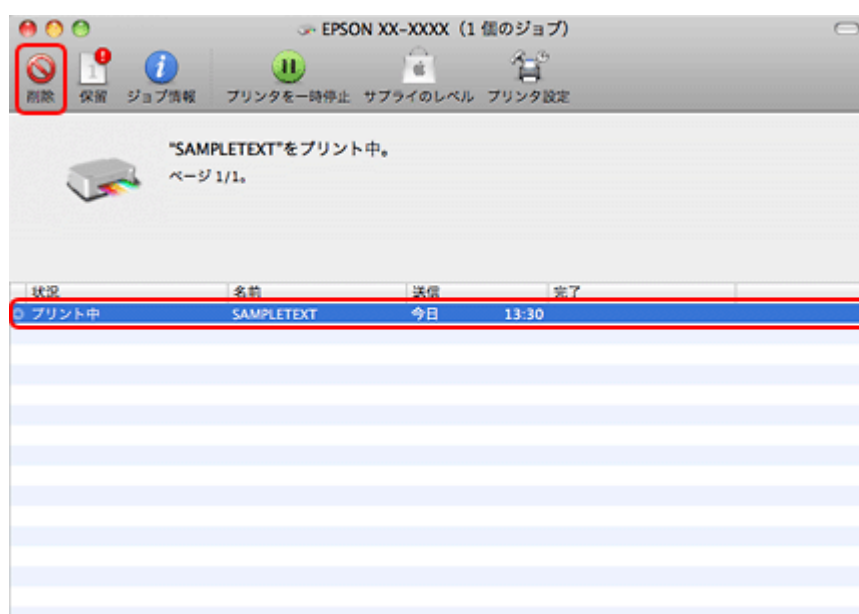 EPSON XX-XXXX（1 個のジョブ）
削除 保留 ジョブ情報 プリンタを一時停止 サプライのレベル プリンタ設定
"SAMPLETEXT"をプリント中。
ページ 1/1。
状況 名前 送信 完了
プリント中 SAMPLETEXT 今日 13:30